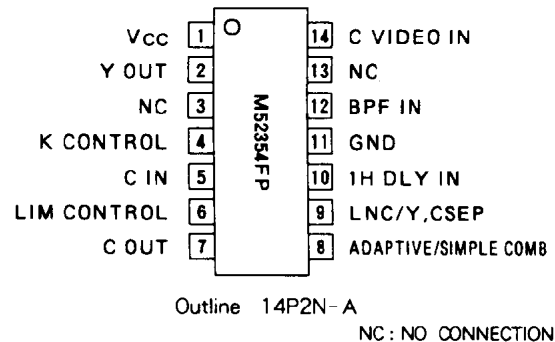 Vcc 1 14 C VIDEO IN
Y OUT 2 13 NC
NC 3 12 BPF IN
K CONTROL 4 11 GND
C IN 5 10 1H DLY IN
LIM CONTROL 6 9 LNC/Y,CSEP
C OUT 7 8 ADAPTIVE/SIMPLE COMB
M52354FP
Outline 14P2N-A
NC : NO CONNECTION